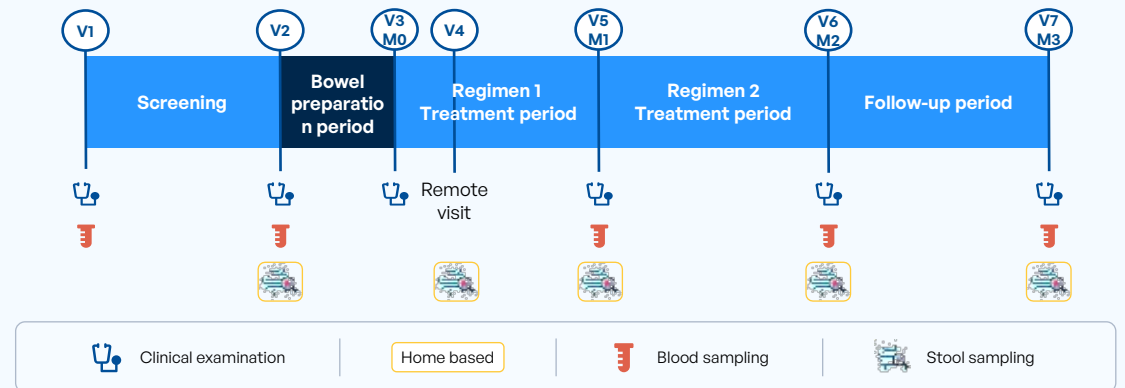 V1
V2
V3
M0
V4
V5
M1
V6
M2
V7
M3
Screening
Bowel
preparatio
n period
Regimen 1
Treatment period
Regimen 2
Treatment period
Follow-up period
Remote
visit
Clinical examination
Home based
Blood sampling
Stool sampling